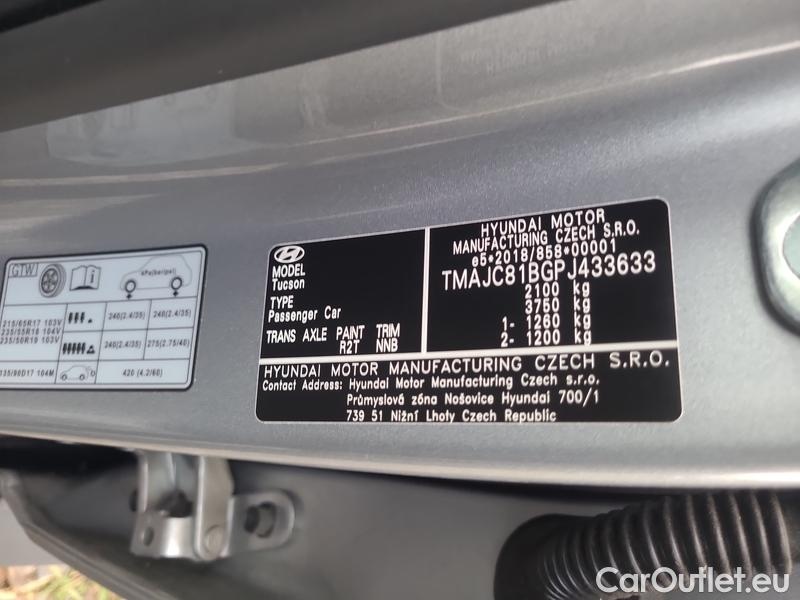 HYUNDAI MOTOR
MANUFACTURING CZECH S.R.O.
e5*2018/858*00001
TMAJC81BGPJ433633
2100 kg
3750 kg
1- 1260 kg
2- 1200 kg
MODEL
Tucson
TYPE
Passenger Car
TRANS AXLE PAINT TRIM
R2T NNB
HYUNDAI MOTOR MANUFACTURING CZECH S.R.O.
Contact Address: Hyundai Motor Manufacturing Czech s.r.o.
Průmyslová zóna Nošovice Hyundai 700/1
739 51 Nižní Lhoty Czech Republic
GTW
kPa(bar/psi)
215/65R17 103V
235/55R18 104V
235/50R19 103V
240(2.4/35) 240(2.4/35)
240(2.4/35) 275(2.75/40)
135/90D17 104M 420 (4.2/60)
CarOutlet.eu